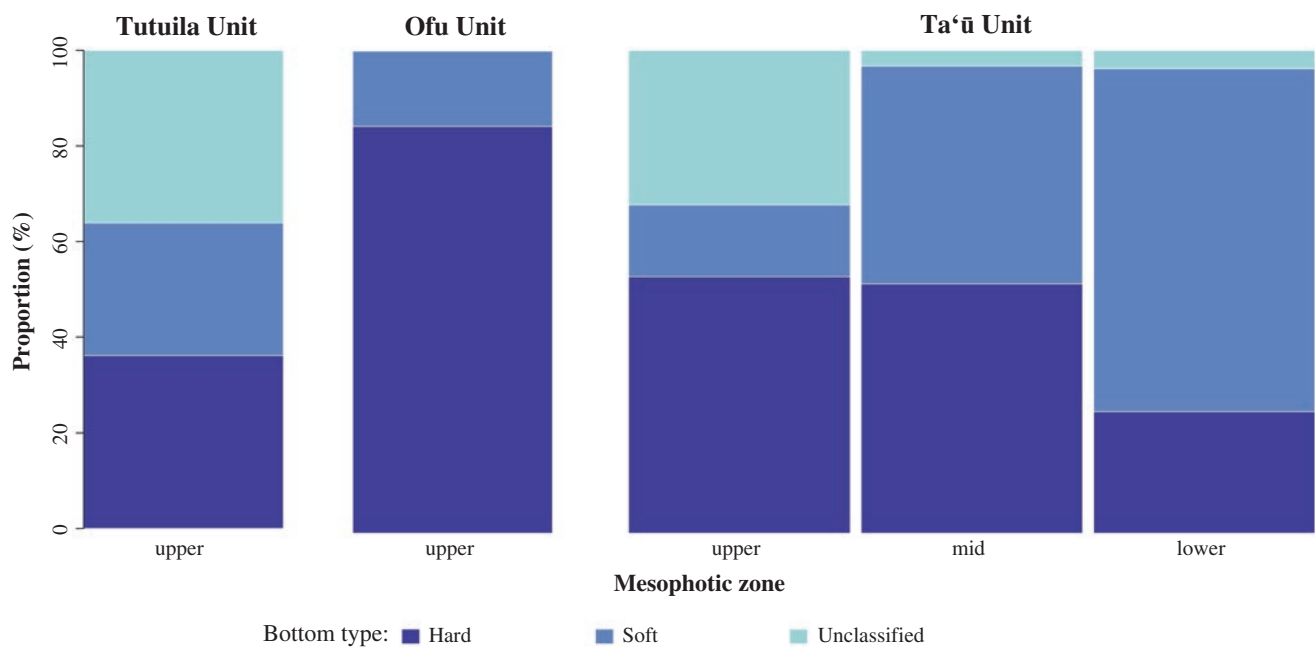 Tutuila Unit
Ofu Unit
Taʻū Unit
Proportion (%)
100
80
60
40
20
0
upper
upper
upper
mid
lower
Mesophotic zone
Bottom type: Hard Soft Unclassified